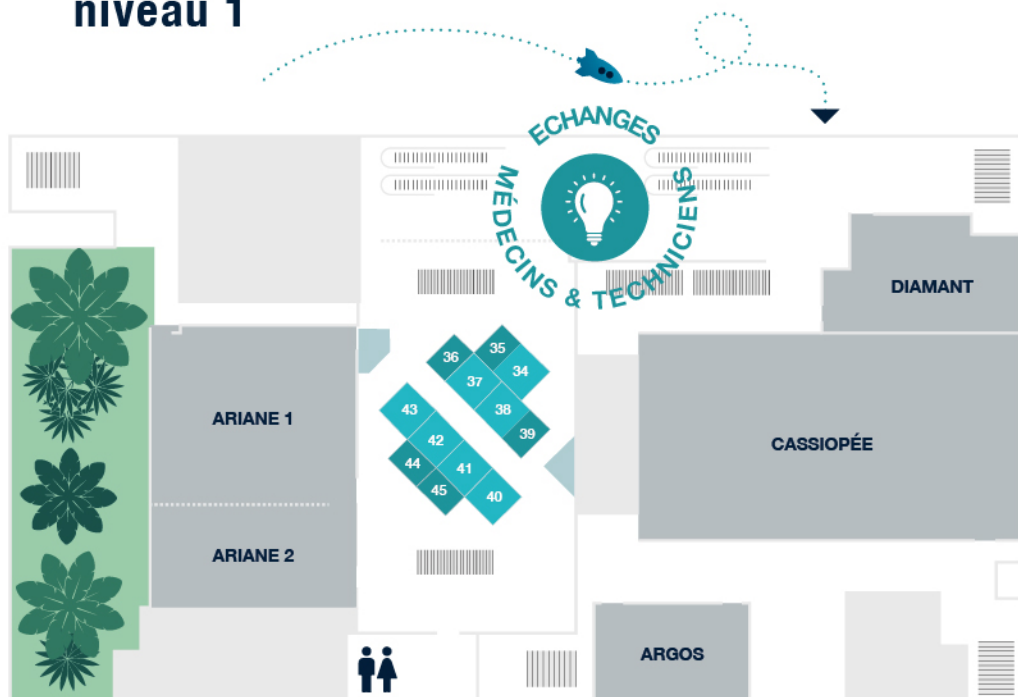 niveau 1
ECHANGES
MÉDECINS & TECHNICIENS
DIAMANT
35
36
34
37
ARIANE 1
43
38
39
42
CASSIOPÉE
44
41
45
40
ARIANE 2
ARGOS